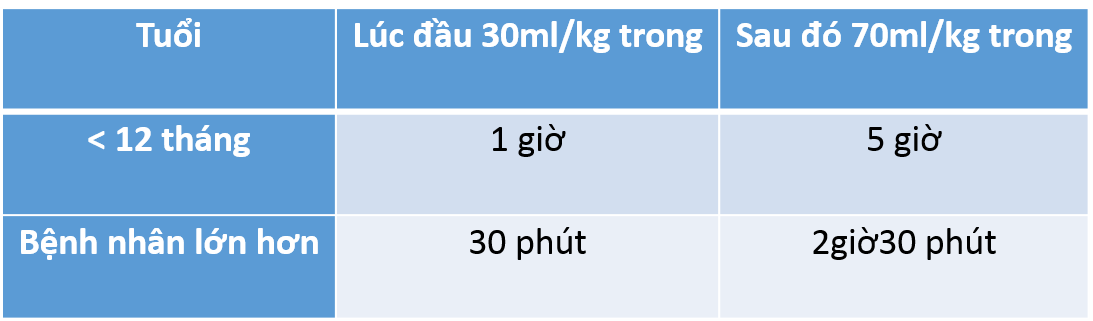 Tuổi Lúc đầu 30ml/kg trong Sau đó 70ml/kg trong
< 12 tháng 1 giờ 5 giờ
Bệnh nhân lớn hơn 30 phút 2giờ30 phút